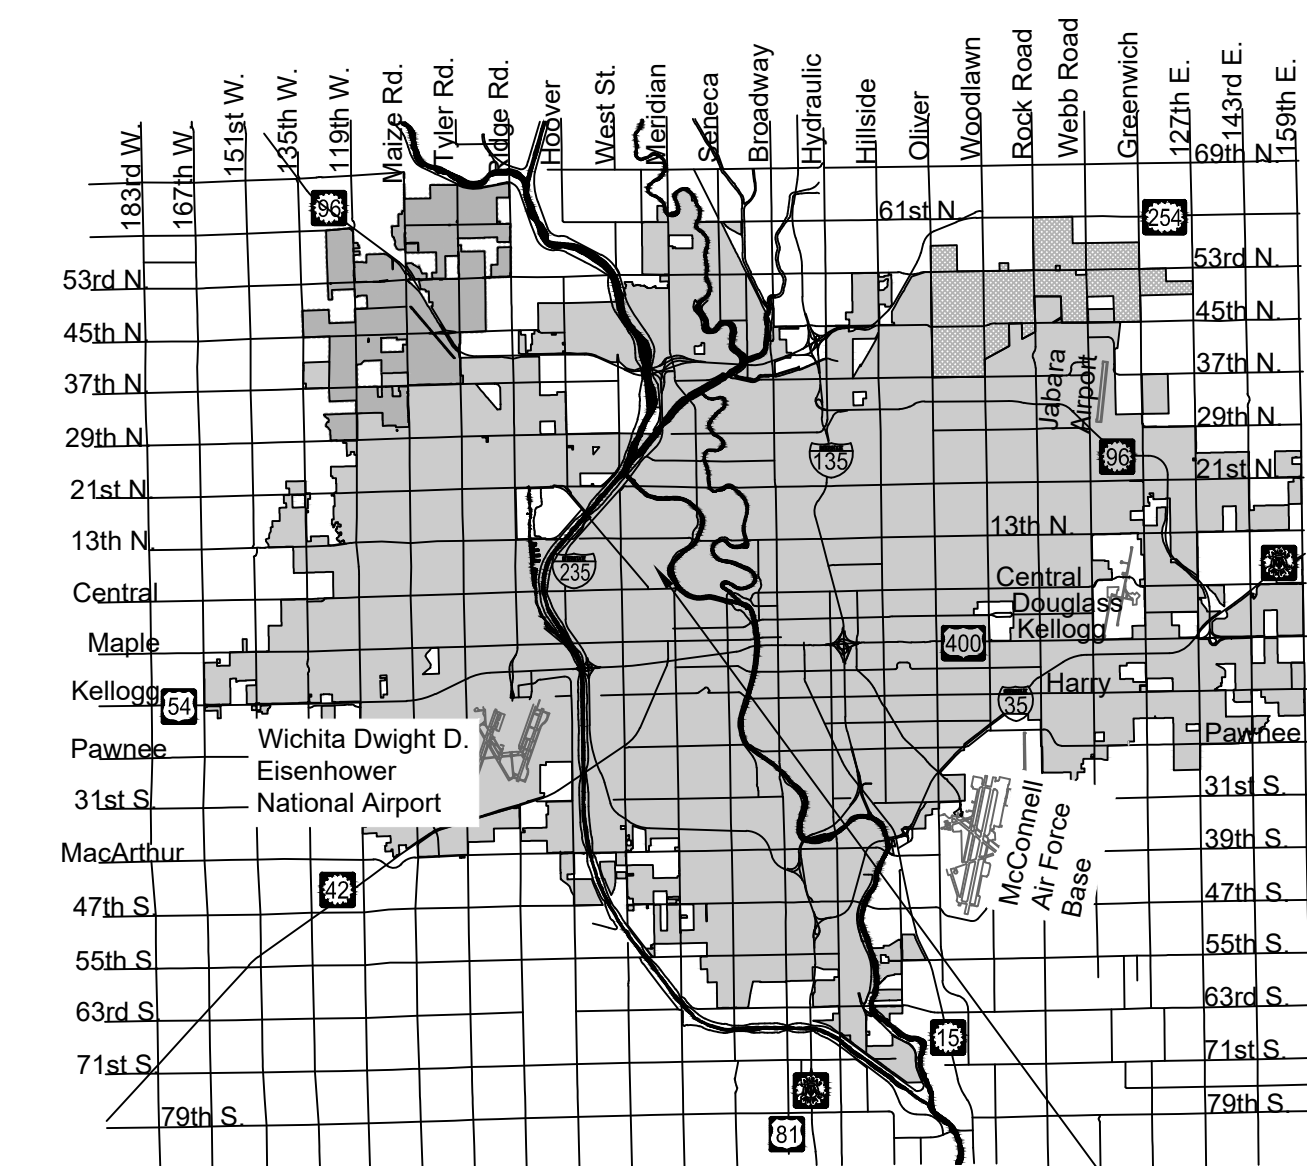 183rd W.
167th W.
151st W.
135th W.
119th W.
Maize Rd.
Tyler Rd.
Ridge Rd.
Hoover
West St.
Meridian
Seneca
Broadway
Hydraulic
Hillside
Oliver
Woodlawn
Rock Road
Webb Road
Greenwich
127th E.
143rd E.
159th E.
69th N.
96
61st N.
254
53rd N.
53rd N.
45th N.
45th N.
37th N.
37th N.
Jabara
Airport
29th N.
29th N
135
96
21st N.
21st N.
13th N.
13th N.
235
Central
Central
Douglass
Maple
Kellogg
400
Kellogg
54
Harry
35
Pawnee
Pawnee
Wichita Dwight D.
Eisenhower
National Airport
31st S.
31st S.
McConnell
Air Force
Base
39th S.
MacArthur
42
47th S.
47th S.
55th S.
55th S
63rd S.
63rd S.
15
71st S.
71st S.
79th S.
79th S.
81